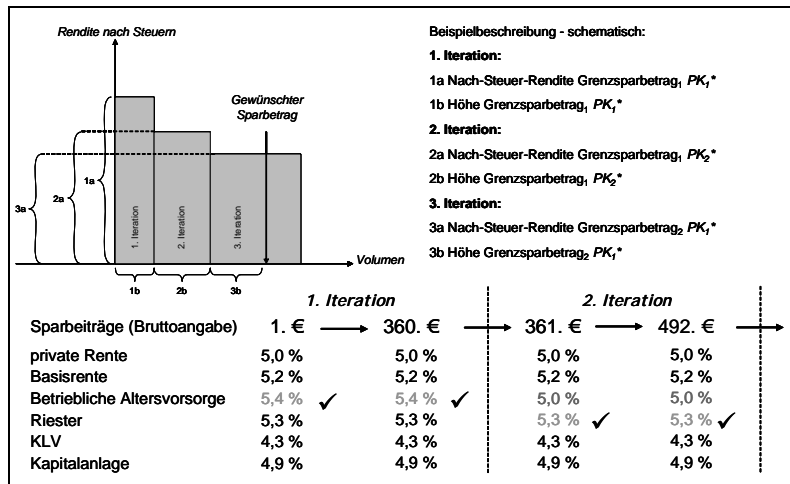 Rendite nach Steuern
Gewünschter
Sparbetrag
1a
2a
3a
1. Iteration
2. Iteration
3. Iteration
Volumen
1b
2b
3b
Beispielbeschreibung - schematisch:
1. Iteration:
1a Nach-Steuer-Rendite Grenzsparbetrag₁ PK₁*
1b Höhe Grenzsparbetrag₁ PK₁*
2. Iteration:
2a Nach-Steuer-Rendite Grenzsparbetrag₁ PK₂*
2b Höhe Grenzsparbetrag₁ PK₂*
3. Iteration:
3a Nach-Steuer-Rendite Grenzsparbetrag₂ PK₁*
3b Höhe Grenzsparbetrag₂ PK₁*
1. Iteration 2. Iteration
Sparbeiträge (Bruttoangabe) 1. € 360. € 361. € 492. €
private Rente 5,0 % 5,0 % 5,0 % 5,0 %
Basisrente 5,2 % 5,2 % 5,2 % 5,2 %
Betriebliche Altersvorsorge 5,4 % ✓ 5,4 % ✓ 5,0 % 5,0 %
Riester 5,3 % 5,3 % 5,3 % ✓ 5,3 % ✓
KLV 4,3 % 4,3 % 4,3 % 4,3 %
Kapitalanlage 4,9 % 4,9 % 4,9 % 4,9 %